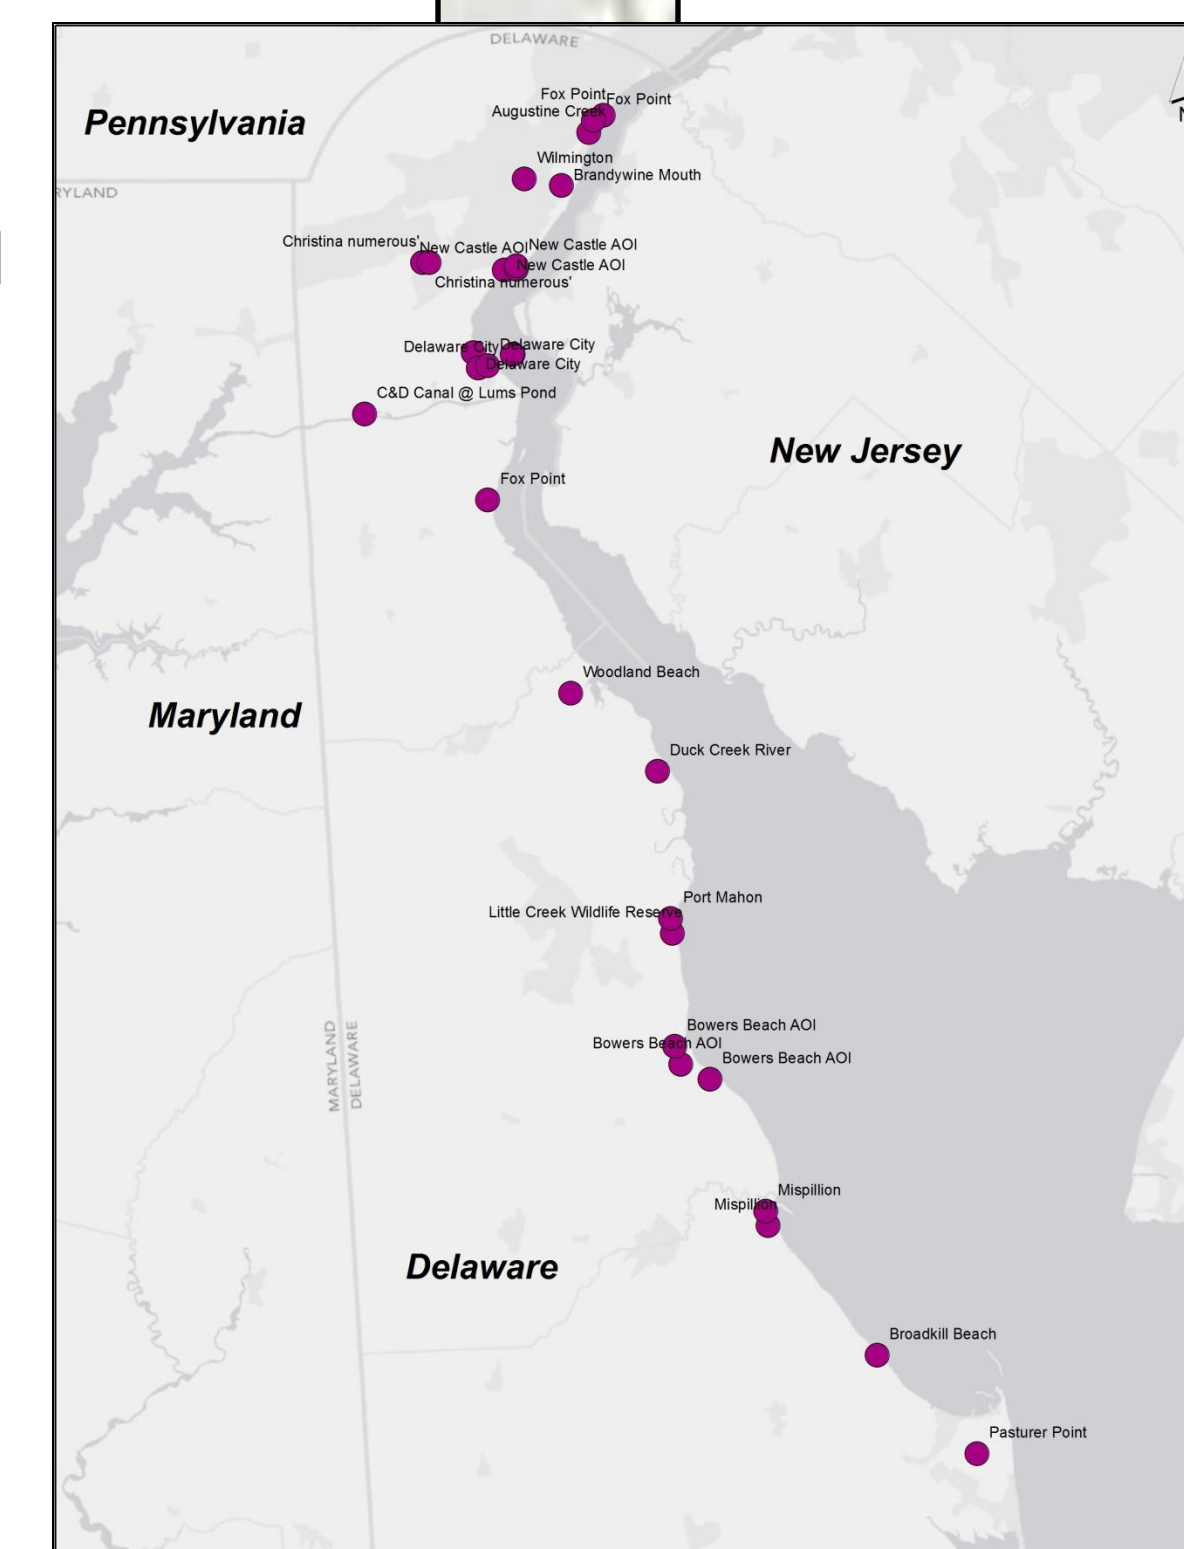 DELAWARE
Fox Point
Fox Point
Augustine Creek
Pennsylvania
Wilmington
Brandywine Mouth
RYLAND
Christina numerous'
New Castle AOI
New Castle AOI
New Castle AOI
Christina numerous'
Delaware City
Delaware City
Delaware City
C&D Canal @ Lums Pond
New Jersey
Fox Point
Woodland Beach
Maryland
Duck Creek River
Port Mahon
Little Creek Wildlife Reserve
Bowers Beach AOI
Bowers Beach AOI
Bowers Beach AOI
MARYLAND
DELAWARE
Mispillion
Mispillion
Delaware
Broadkill Beach
Pasturer Point